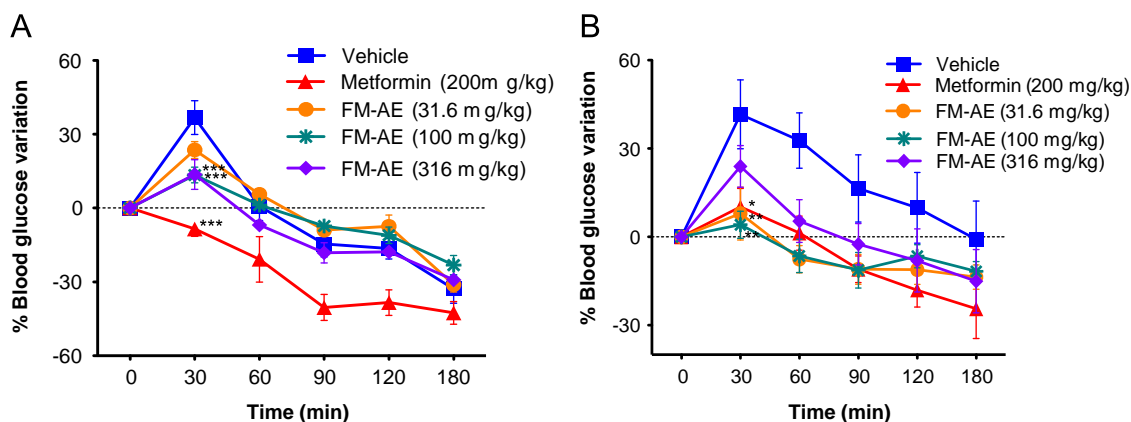 A
60
30
0
-30
-60
% Blood glucose variation
Vehicle
Metformin (200m g/kg)
FM-AE (31.6 m g/kg)
FM-AE (100 m g/kg)
FM-AE (316 m g/kg)
***
***
***
0 30 60 90 120 180
Time (min)
B
60
30
0
-30
% Blood glucose variation
Vehicle
Metformin (200 mg/kg)
FM-AE (31.6 mg/kg)
FM-AE (100 mg/kg)
FM-AE (316 mg/kg)
*
**
**
0 30 60 90 120 180
Time (min)